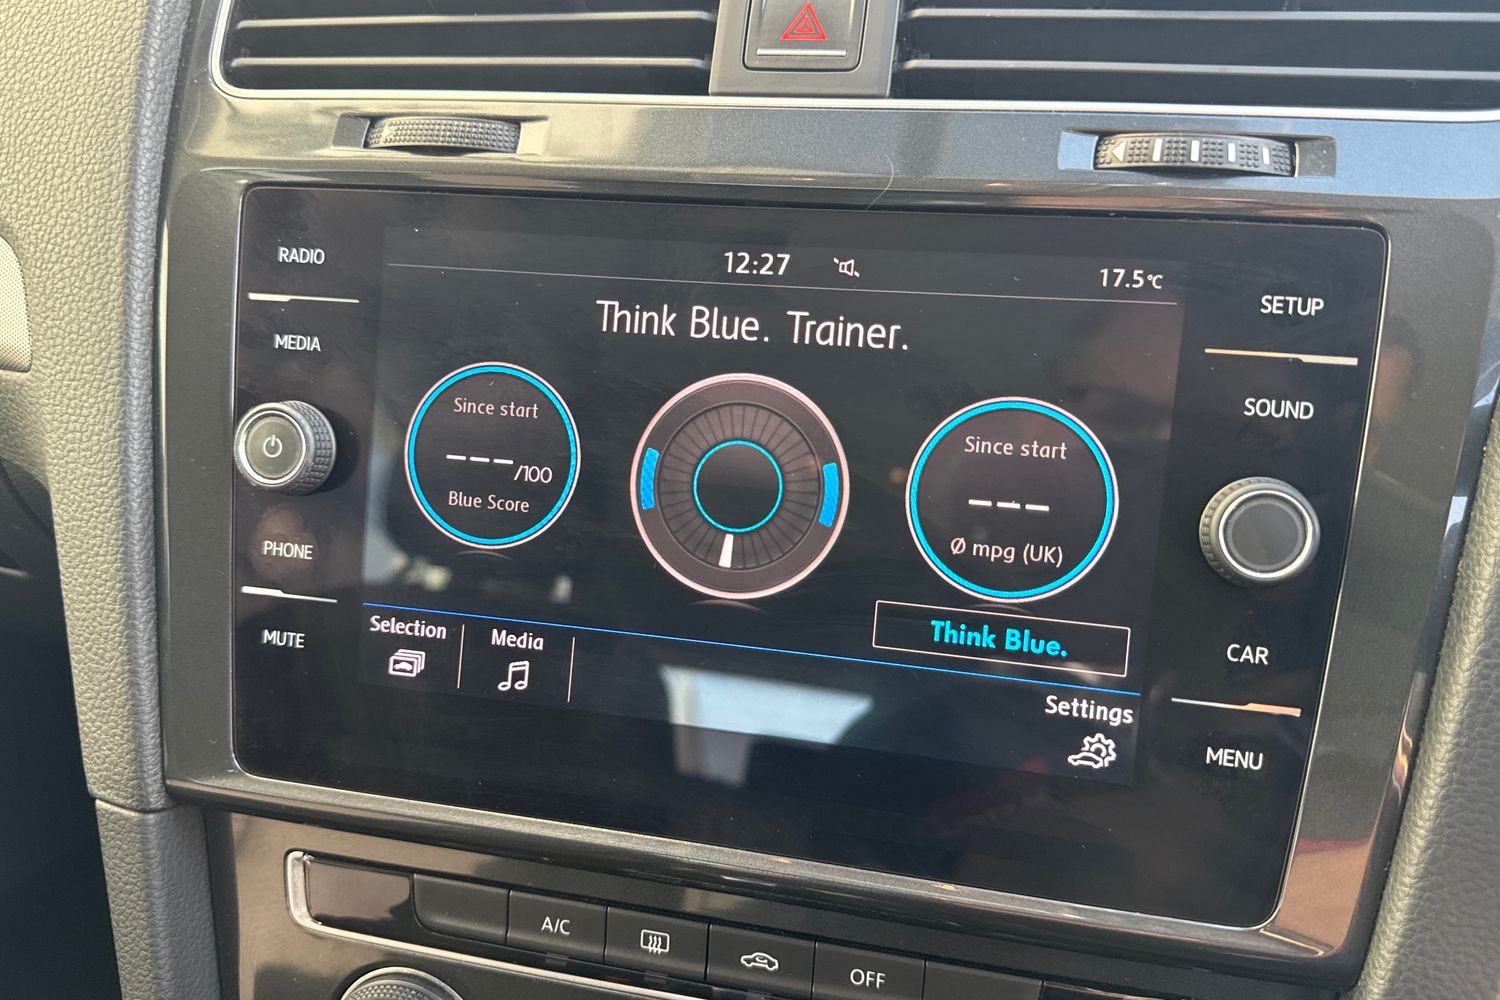 RADIO
MEDIA
PHONE
MUTE
12:27
17.5°C
Think Blue. Trainer.
Since start
---/100
Blue Score
Since start
---
Ø mpg (UK)
Think Blue.
Selection
Media
Settings
SETUP
SOUND
CAR
MENU
A/C
OFF